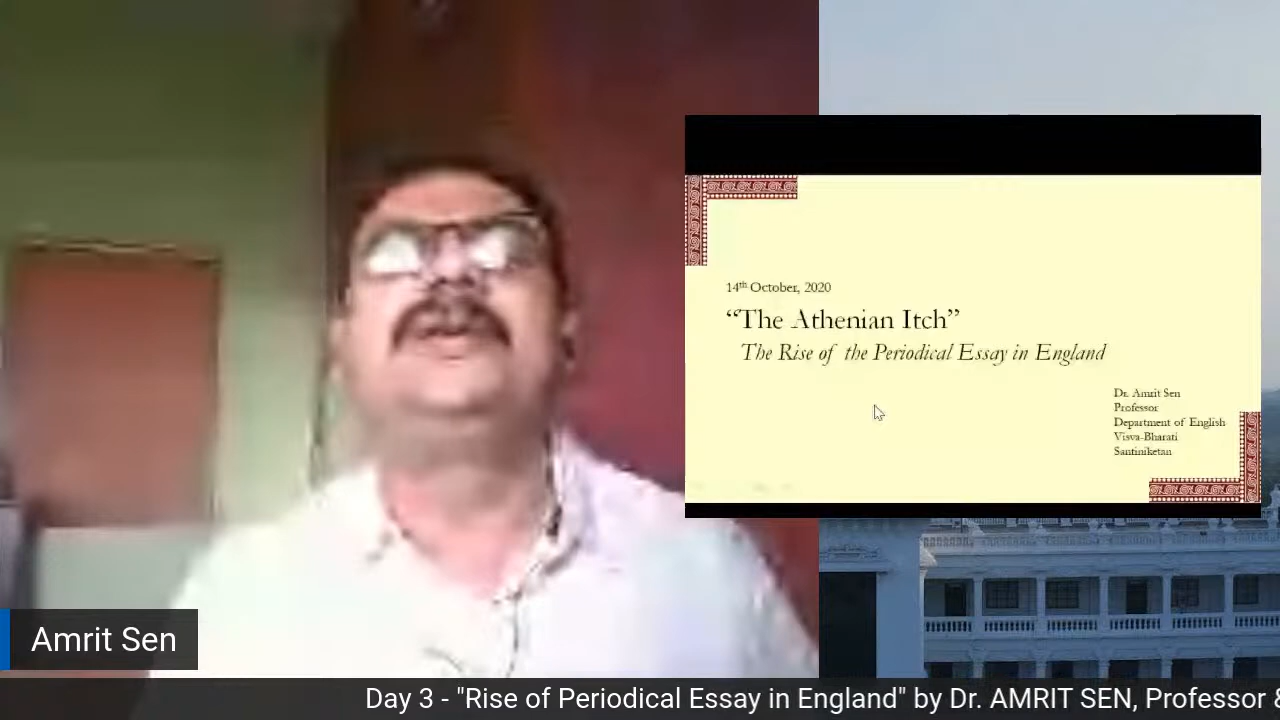 14th October, 2020
“The Athenian Itch”
The Rise of the Periodical Essay in England
Dr. Amrit Sen
Professor
Department of English
Visva-Bharati
Santiniketan
Amrit Sen
Day 3 - "Rise of Periodical Essay in England" by Dr. AMRIT SEN, Professor &